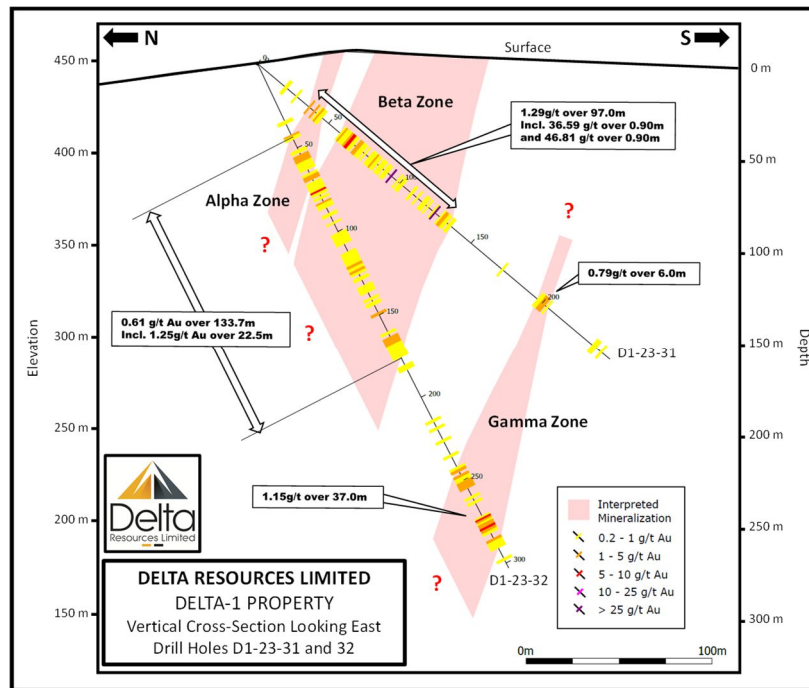 N
Surface
S
450 m
400 m
350 m
300 m
250 m
200 m
150 m
Elevation
0 m
50 m
100 m
150 m
200 m
250 m
300 m
Depth
Beta Zone
1.29g/t over 97.0m
Incl. 36.59 g/t over 0.90m
and 46.81 g/t over 0.90m
Alpha Zone
?
?
?
?
0.79g/t over 6.0m
0.61 g/t Au over 133.7m
Incl. 1.25g/t Au over 22.5m
0
50
100
150
200
D1-23-31
50
100
150
200
250
300
D1-23-32
Gamma Zone
1.15g/t over 37.0m
Delta
Resources Limited
DELTA RESOURCES LIMITED
DELTA-1 PROPERTY
Vertical Cross-Section Looking East
Drill Holes D1-23-31 and 32
Interpreted
Mineralization
0.2 - 1 g/t Au
1 - 5 g/t Au
5 - 10 g/t Au
10 - 25 g/t Au
> 25 g/t Au
0m
100m